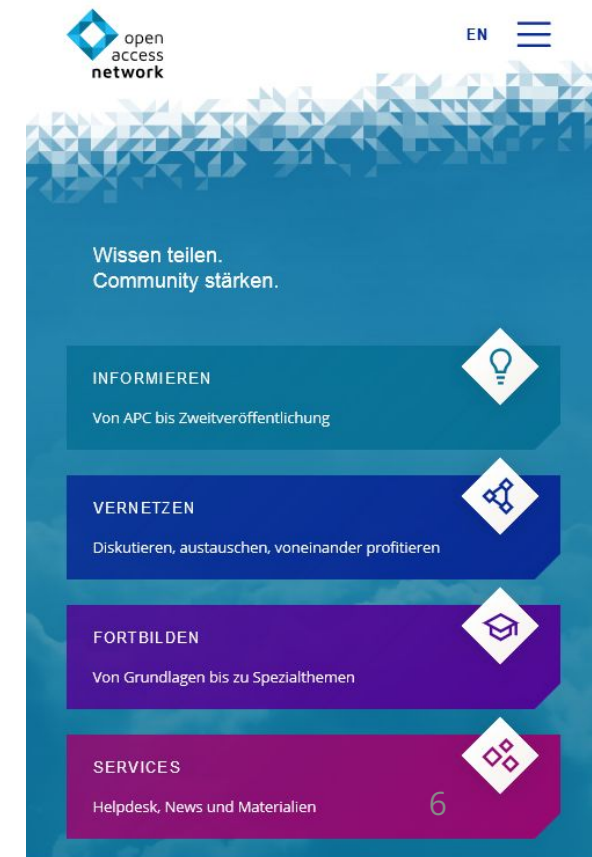 open
access
network
EN
Wissen teilen.
Community stärken.
INFORMIEREN
Von APC bis Zweitveröffentlichung
VERNETZEN
Diskutieren, austauschen, voneinander profitieren
FORTBILDEN
Von Grundlagen bis zu Spezialthemen
SERVICES
Helpdesk, News und Materialien
6